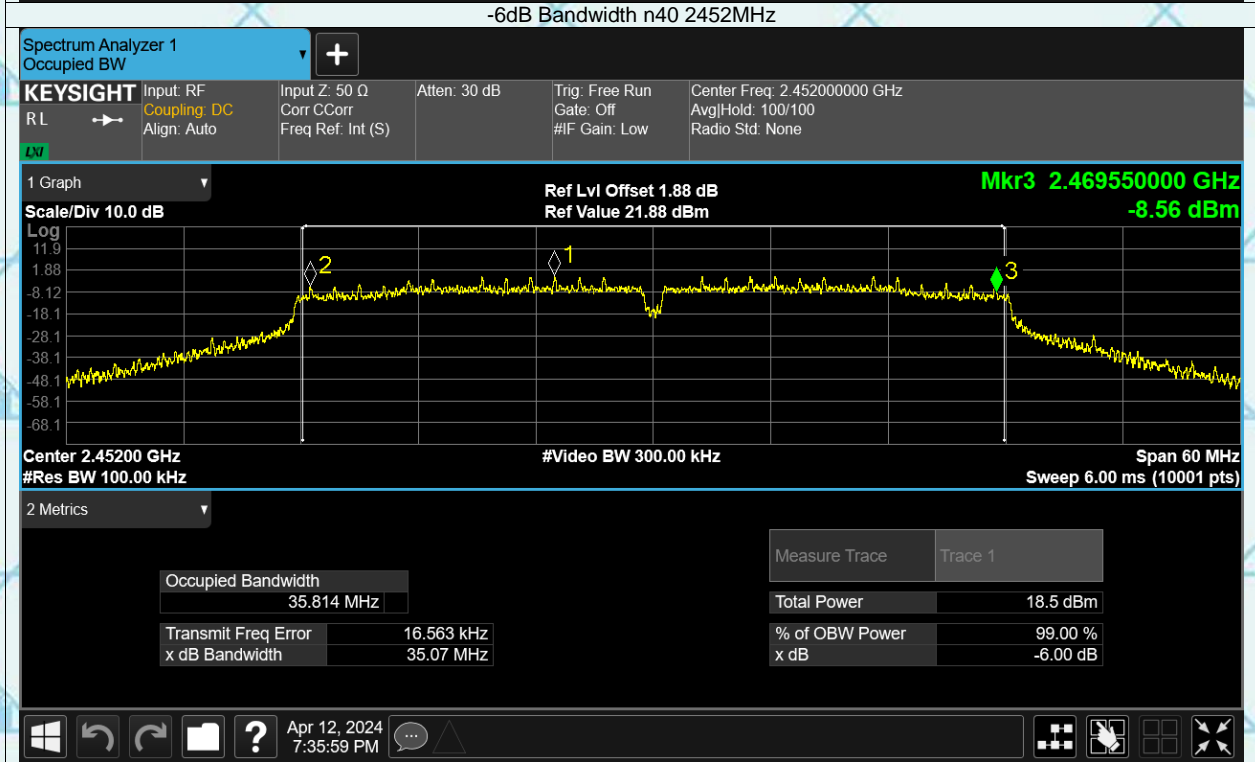 -6dB Bandwidth n40 2452MHz
Spectrum Analyzer 1
Occupied BW
KEYSIGHT
R L
LXI
Input: RF
Coupling: DC
Align: Auto
Input Z: 50 Ω
Corr CCorr
Freq Ref: Int (S)
Atten: 30 dB
Trig: Free Run
Gate: Off
#IF Gain: Low
Center Freq: 2.452000000 GHz
Avg|Hold: 100/100
Radio Std: None
1 Graph
Scale/Div 10.0 dB
Ref Lvl Offset 1.88 dB
Ref Value 21.88 dBm
Mkr3 2.469550000 GHz
-8.56 dBm
Log
11.9
1.88
-8.12
-18.1
-28.1
-38.1
-48.1
-58.1
-68.1
2
1
3
Center 2.45200 GHz
#Video BW 300.00 kHz
Span 60 MHz
#Res BW 100.00 kHz
Sweep 6.00 ms (10001 pts)
2 Metrics
Measure Trace Trace 1
Occupied Bandwidth
35.814 MHz
Total Power 18.5 dBm
Transmit Freq Error 16.563 kHz
% of OBW Power 99.00 %
x dB Bandwidth 35.07 MHz
x dB -6.00 dB
?
Apr 12, 2024
7:35:59 PM